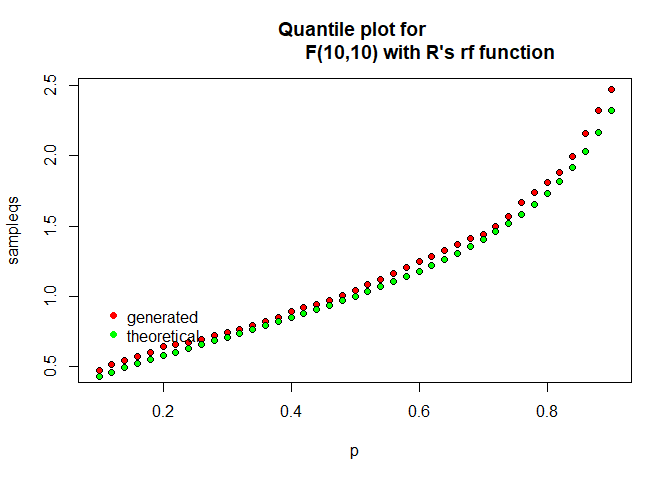 Quantile plot for
F(10,10) with R's rf function
2.5
2.0
1.5
1.0
0.5
sampleqs
generated
theoretical
0.2 0.4 0.6 0.8
p